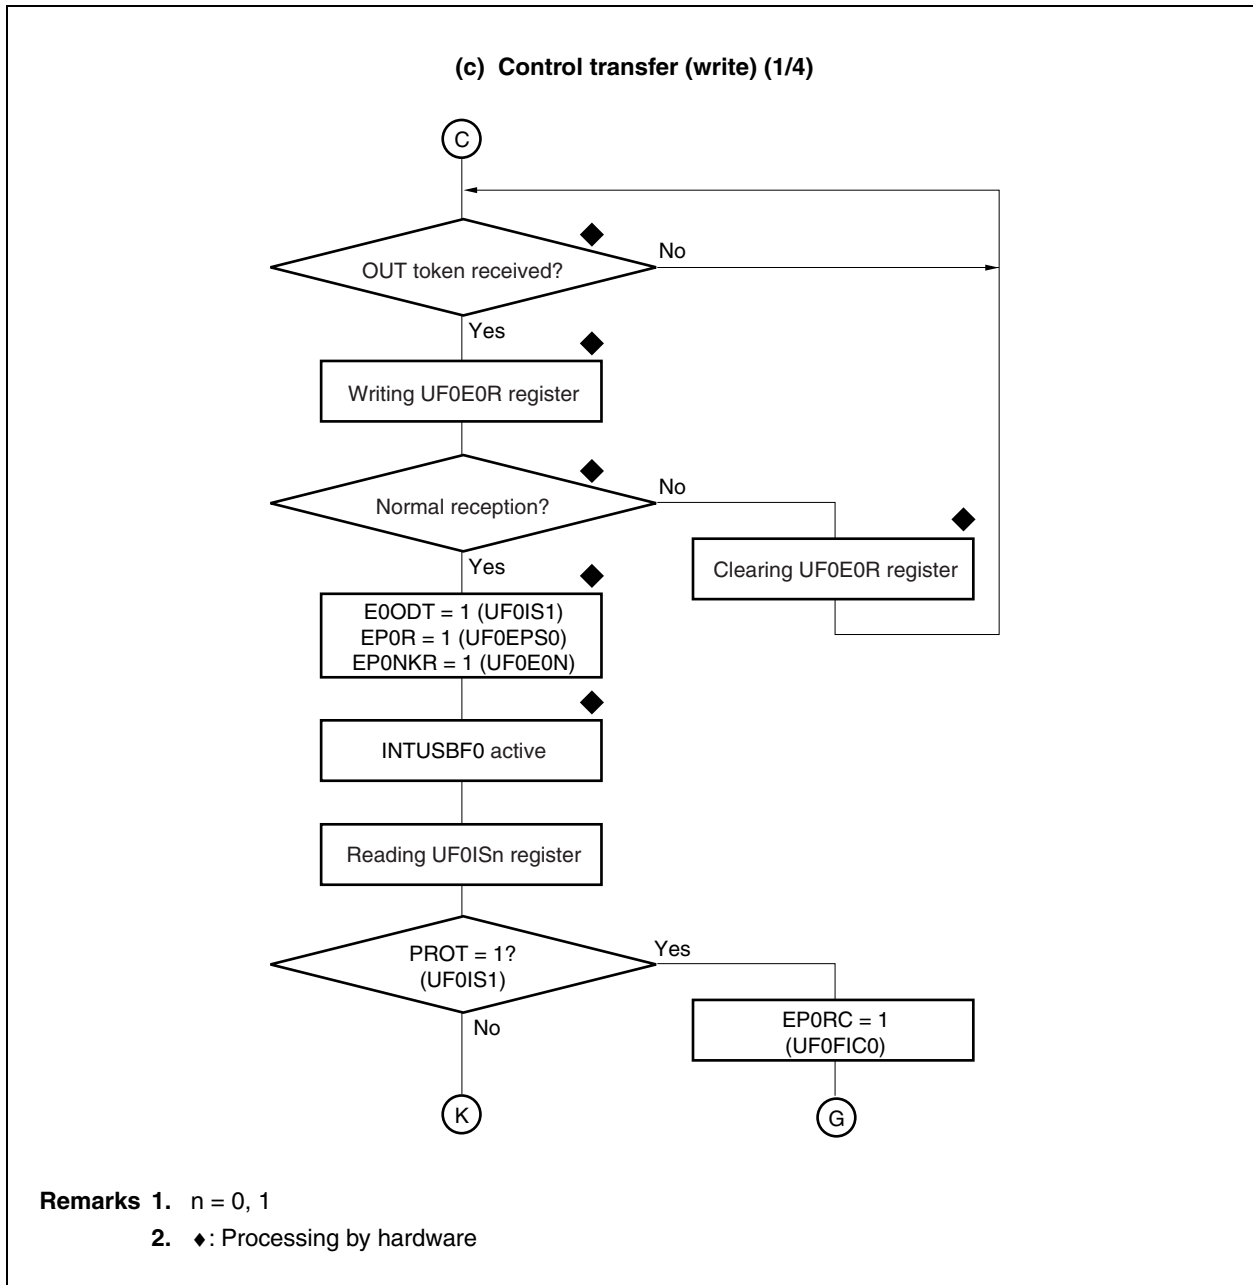 (c) Control transfer (write) (1/4)
C
OUT token received?
No
Yes
Writing UF0E0R register
Normal reception?
No
Clearing UF0E0R register
Yes
E0ODT = 1 (UF0IS1)
EP0R = 1 (UF0EPS0)
EP0NKR = 1 (UF0E0N)
INTUSBF0 active
Reading UF0ISn register
PROT = 1?
(UF0IS1)
Yes
No
EP0RC = 1
(UF0FIC0)
K
G
Remarks 1. n = 0, 1
2. ♦: Processing by hardware